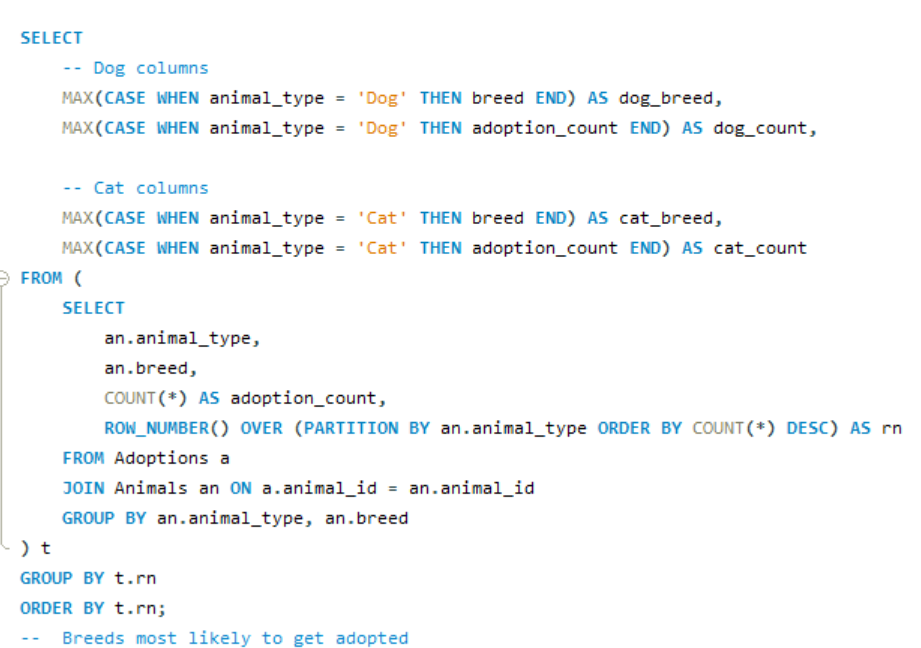 SELECT
    -- Dog columns
    MAX(CASE WHEN animal_type = 'Dog' THEN breed END) AS dog_breed,
    MAX(CASE WHEN animal_type = 'Dog' THEN adoption_count END) AS dog_count,
    -- Cat columns
    MAX(CASE WHEN animal_type = 'Cat' THEN breed END) AS cat_breed,
    MAX(CASE WHEN animal_type = 'Cat' THEN adoption_count END) AS cat_count
FROM (
    SELECT
        an.animal_type,
        an.breed,
        COUNT(*) AS adoption_count,
        ROW_NUMBER() OVER (PARTITION BY an.animal_type ORDER BY COUNT(*) DESC) AS rn
    FROM Adoptions a
    JOIN Animals an ON a.animal_id = an.animal_id
    GROUP BY an.animal_type, an.breed
) t
GROUP BY t.rn
ORDER BY t.rn;
--  Breeds most likely to get adopted